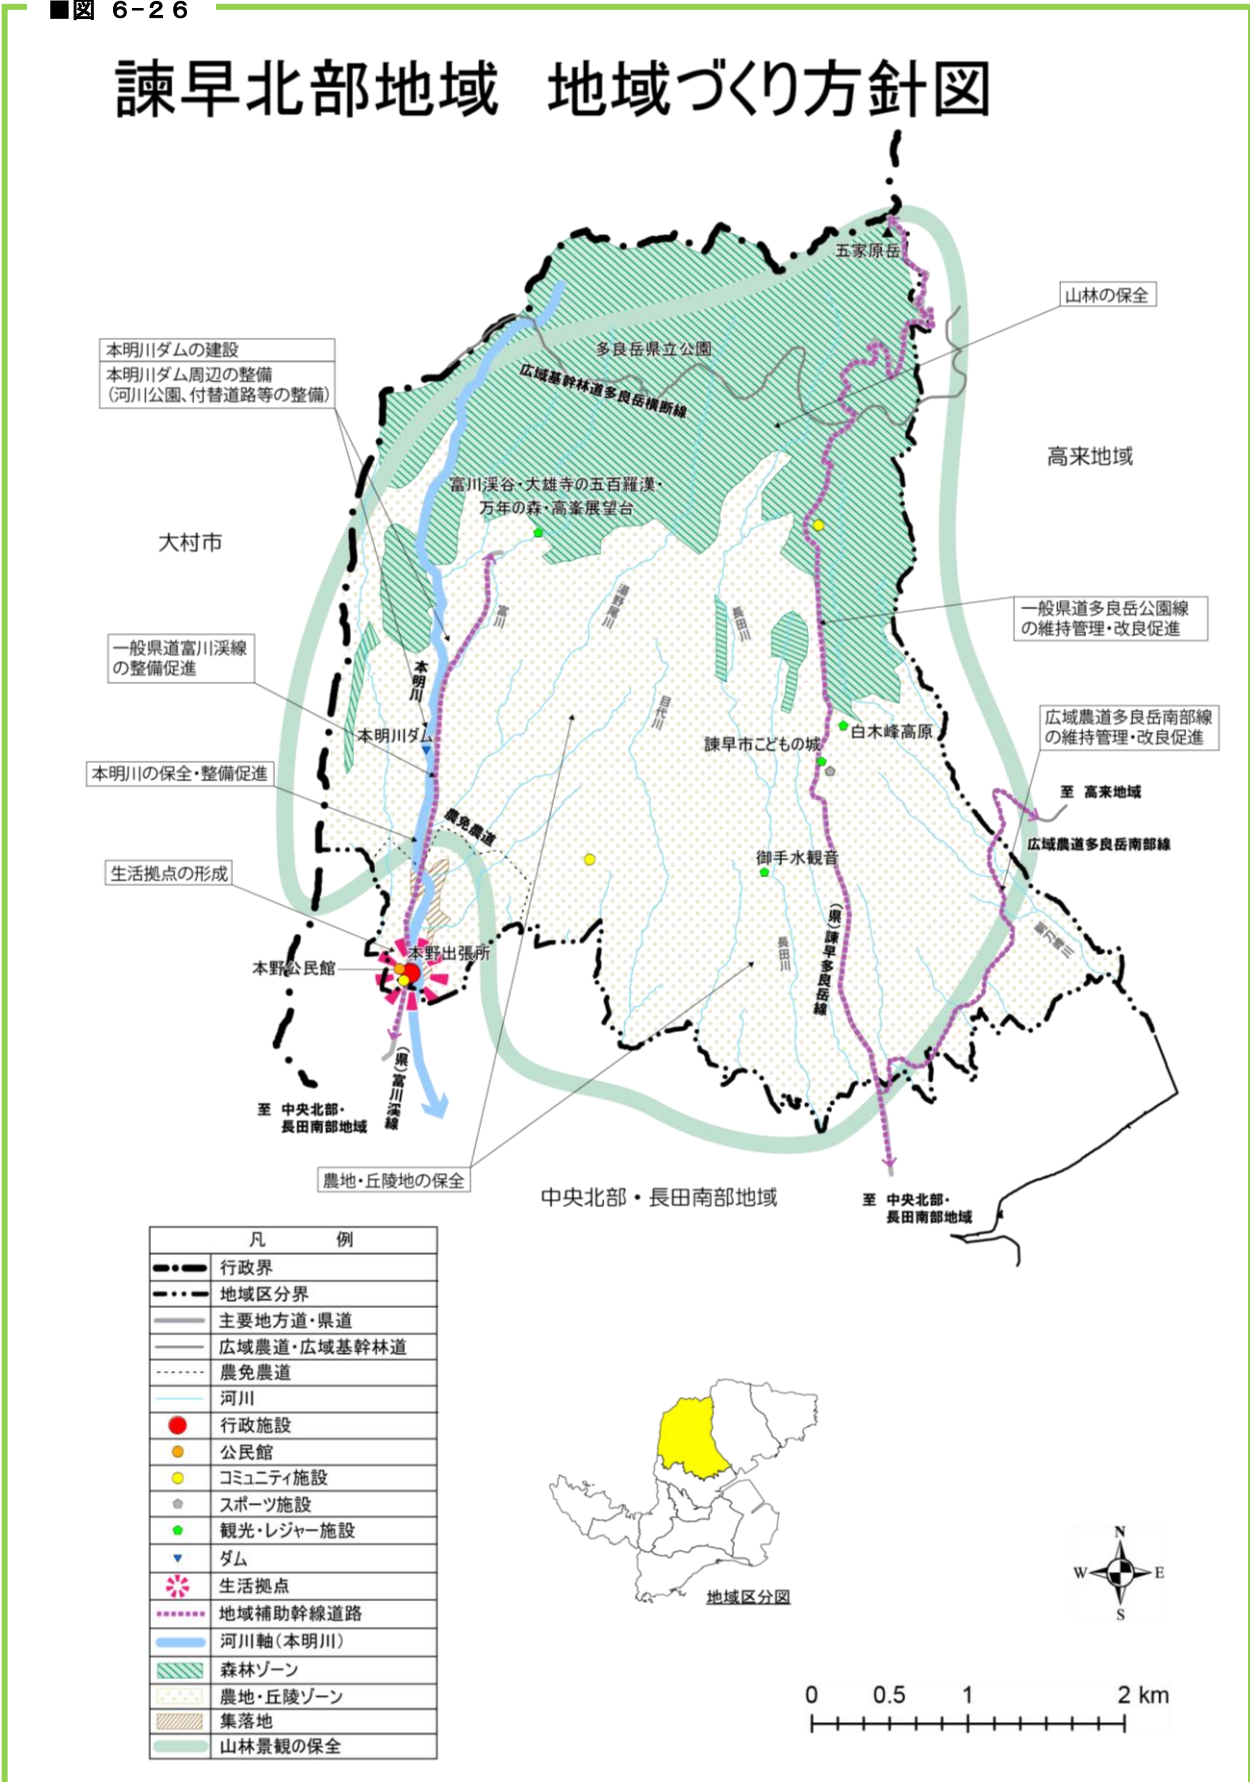 ■図 6-26
諫早北部地域 地域づくり方針図
五家原岳
山林の保全
多良岳県立公園
広域基幹林道多良岳横断線
本明川ダムの建設
本明川ダム周辺の整備
(河川公園、付替道路等の整備)
高来地域
富川渓谷・大雄寺の五百羅漢・
万年の森・高峯展望台
大村市
富川
湯野尾川
長田川
一般県道多良岳公園線
の維持管理・改良促進
一般県道富川渓線
の整備促進
本明川
目代川
広域農道多良岳南部線
の維持管理・改良促進
本明川ダム
諫早市こどもの城
白木峰高原
本明川の保全・整備促進
至 高来地域
農免農道
広域農道多良岳南部線
御手水観音
生活拠点の形成
(県)諫早多良岳線
長田川
本野出張所
本野公民館
(県)富川渓線
至 中央北部・
長田南部地域
農地・丘陵地の保全
中央北部・長田南部地域
至 中央北部・
長田南部地域
凡 例
行政界
地域区分界
主要地方道・県道
広域農道・広域基幹林道
農免農道
河川
行政施設
公民館
コミュニティ施設
スポーツ施設
観光・レジャー施設
ダム
生活拠点
地域補助幹線道路
河川軸(本明川)
森林ゾーン
農地・丘陵ゾーン
集落地
山林景観の保全
地域区分図
N
W E
S
0 0.5 1 2 km